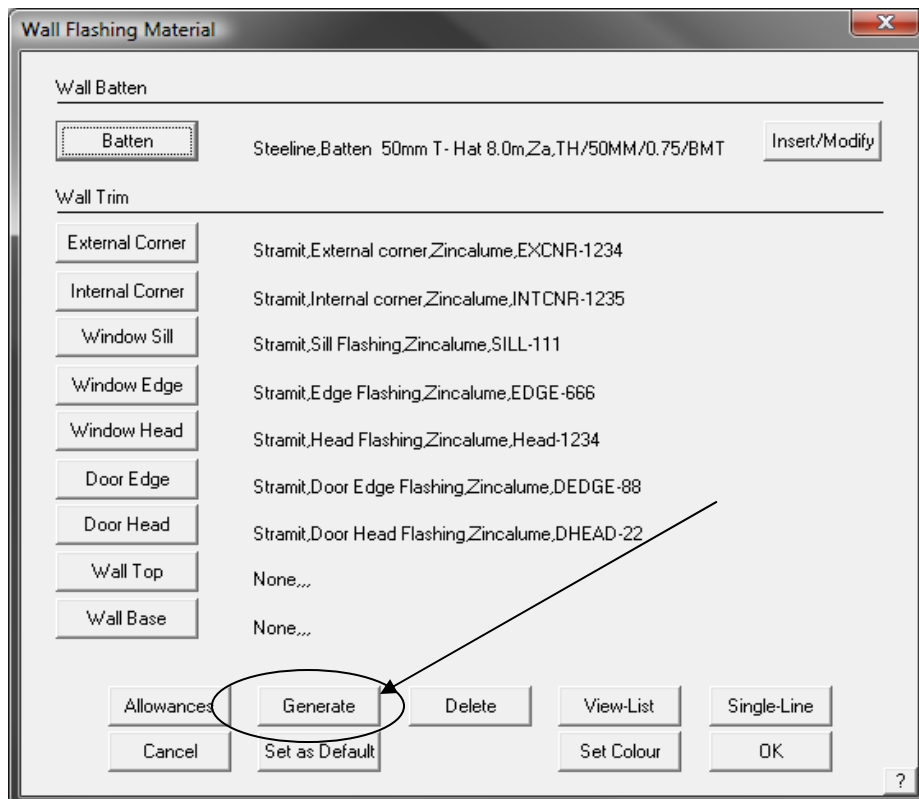 Wall Flashing Material
Wall Batten
Batten Steeline,Batten 50mm T- Hat 8.0m,Za,TH/50MM/0.75/BMT Insert/Modify
Wall Trim
External Corner Stramit,External corner,Zincalume,EXCNR-1234
Internal Corner Stramit,Internal corner,Zincalume,INTCNR-1235
Window Sill Stramit,Sill Flashing,Zincalume,SILL-111
Window Edge Stramit,Edge Flashing,Zincalume,EDGE-666
Window Head Stramit,Head Flashing,Zincalume,Head-1234
Door Edge Stramit,Door Edge Flashing,Zincalume,DEDGE-88
Door Head Stramit,Door Head Flashing,Zincalume,DHEAD-22
Wall Top None,,,
Wall Base None,,,
Allowances Generate Delete View-List Single-Line
Cancel Set as Default Set Colour OK
?